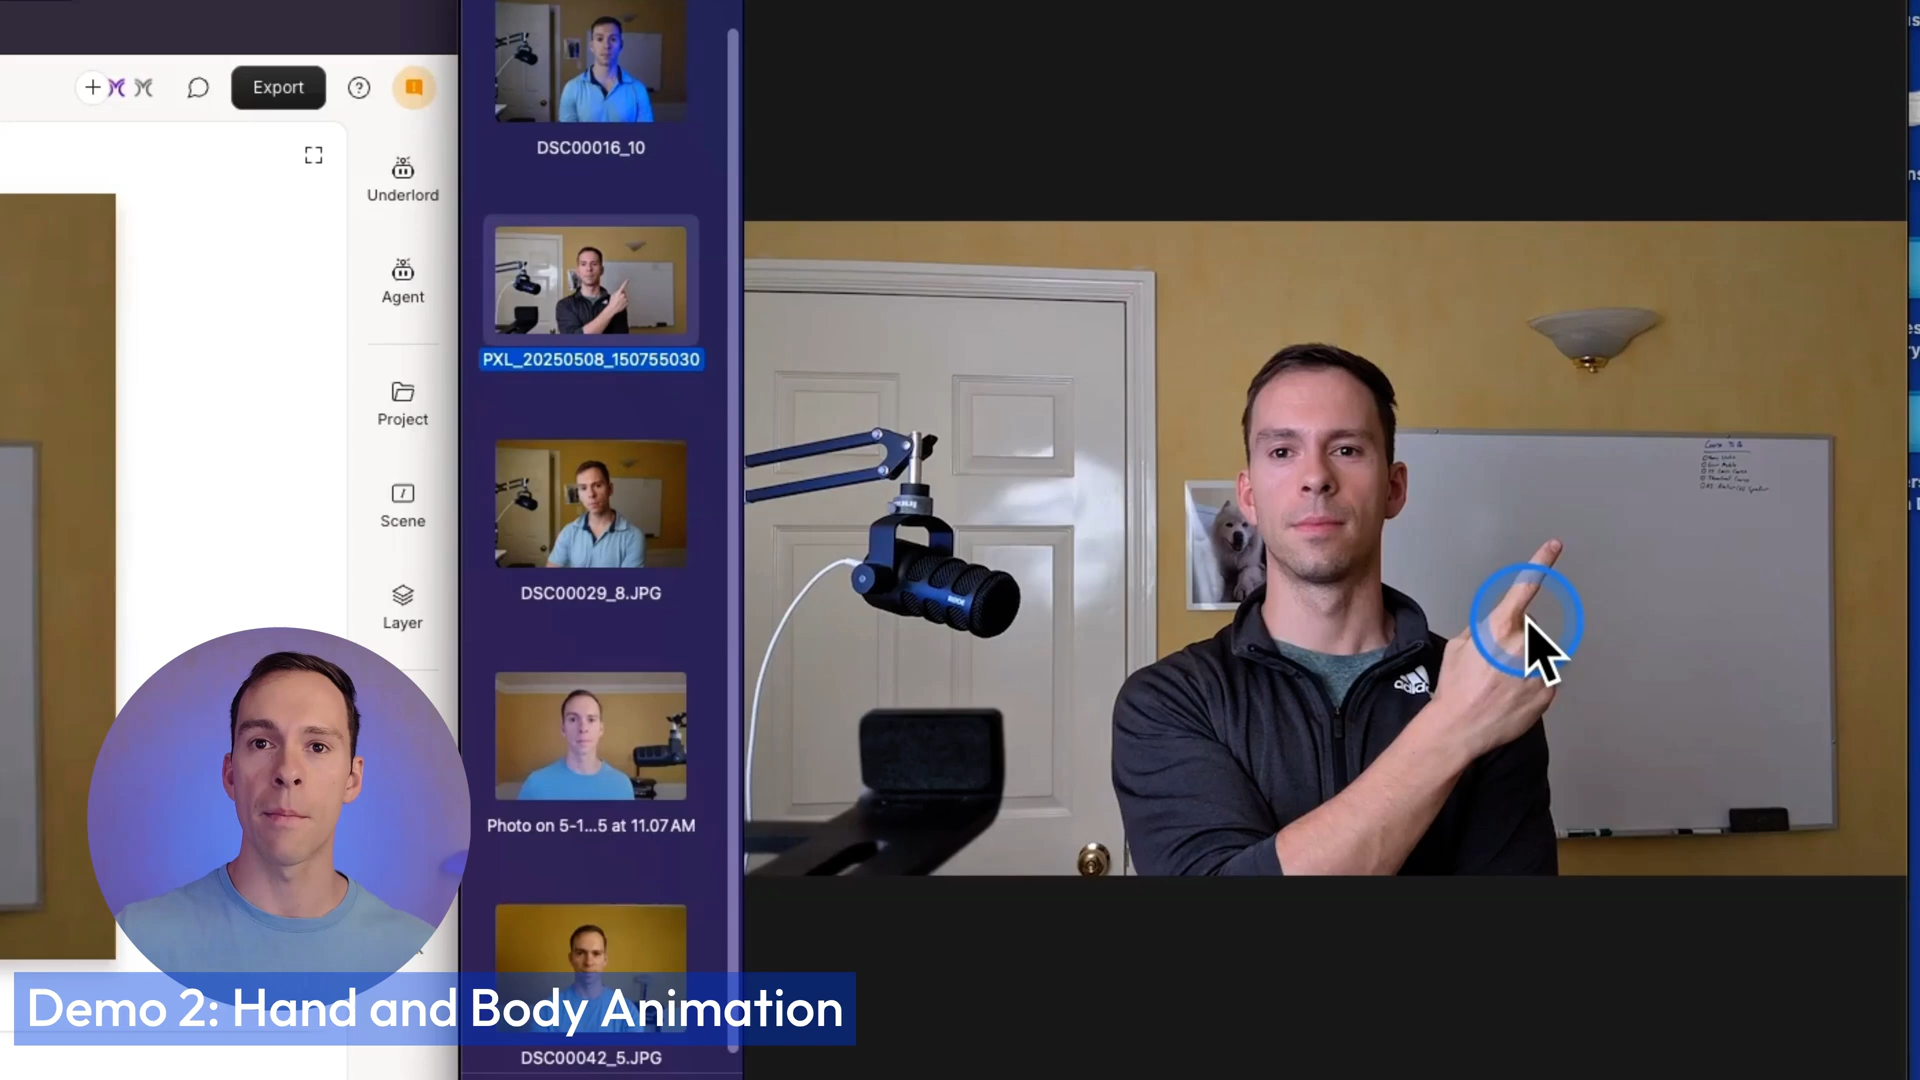 Export
Underlord
Agent
Project
Scene
Layer
DSC00016_10
PXL_20250508_150755030
DSC00029_8.JPG
Photo on 5-1...5 at 11.07 AM
DSC00042_5.JPG
adidas
Demo 2: Hand and Body Animation